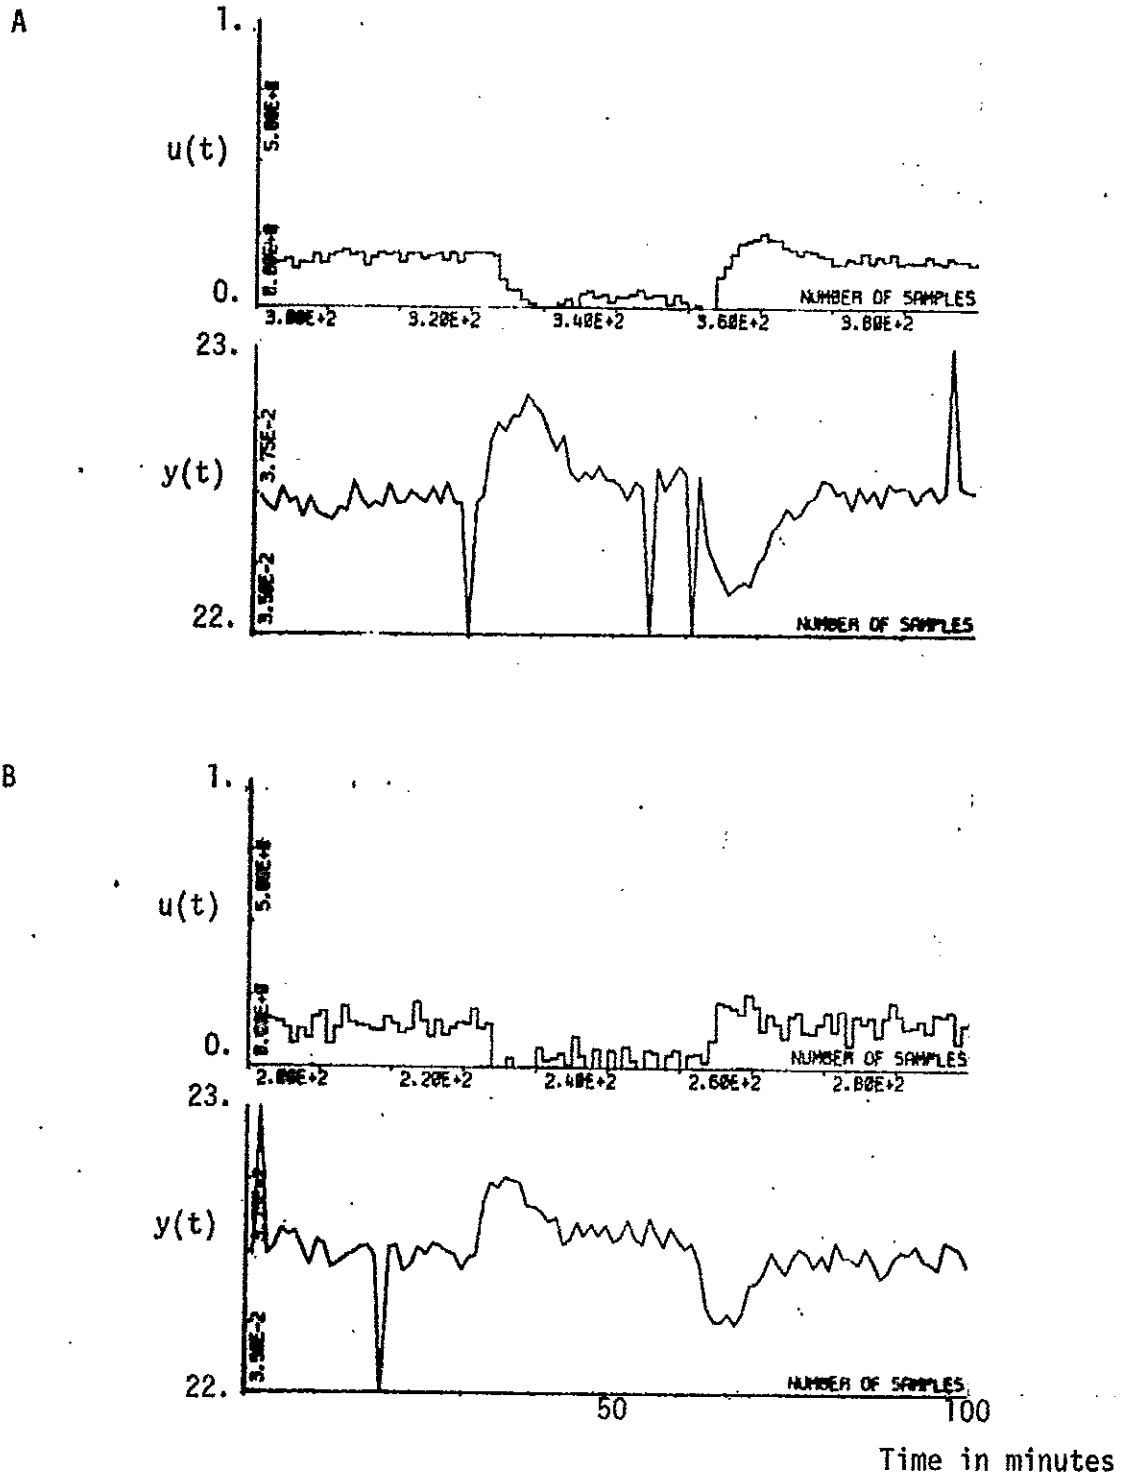 A
1.
5.00E+0
u(t)
0.00E+0
0.
NUMBER OF SAMPLES
3.00E+2 3.20E+2 3.40E+2 3.60E+2 3.80E+2
23.
3.75E-2
y(t)
3.50E-2
22.
NUMBER OF SAMPLES
B
1.
5.00E+0
u(t)
0.00E+0
0.
NUMBER OF SAMPLES
2.00E+2 2.20E+2 2.40E+2 2.60E+2 2.80E+2
23.
y(t)
3.50E-2
22.
NUMBER OF SAMPLES
50 100
Time in minutes